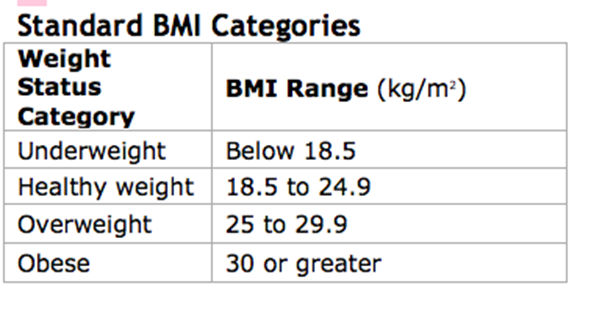 Standard BMI Categories
Weight
Status
Category
BMI Range (kg/m²)
Underweight
Below 18.5
Healthy weight
18.5 to 24.9
Overweight
25 to 29.9
Obese
30 or greater